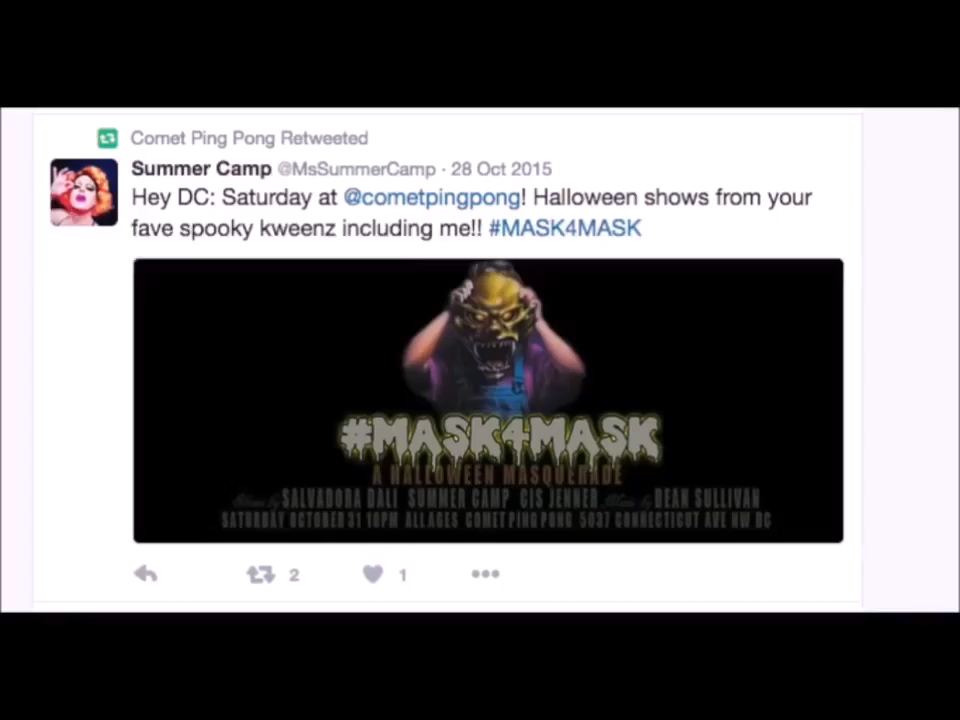 Comet Ping Pong Retweeted
Summer Camp @MsSummerCamp · 28 Oct 2015
Hey DC: Saturday at @cometpingpong! Halloween shows from your
fave spooky kweenz including me!! #MASK4MASK
#MASK4MASK
A HALLOWEEN MASQUERADE
SALVADORA DALI SUMMER CAMP CIS JENNER Music by DEAN SULLIVAN
SATURDAY OCTOBER 31 10PM ALL AGES COMET PING PONG 5037 CONNECTICUT AVE NW DC
2 1